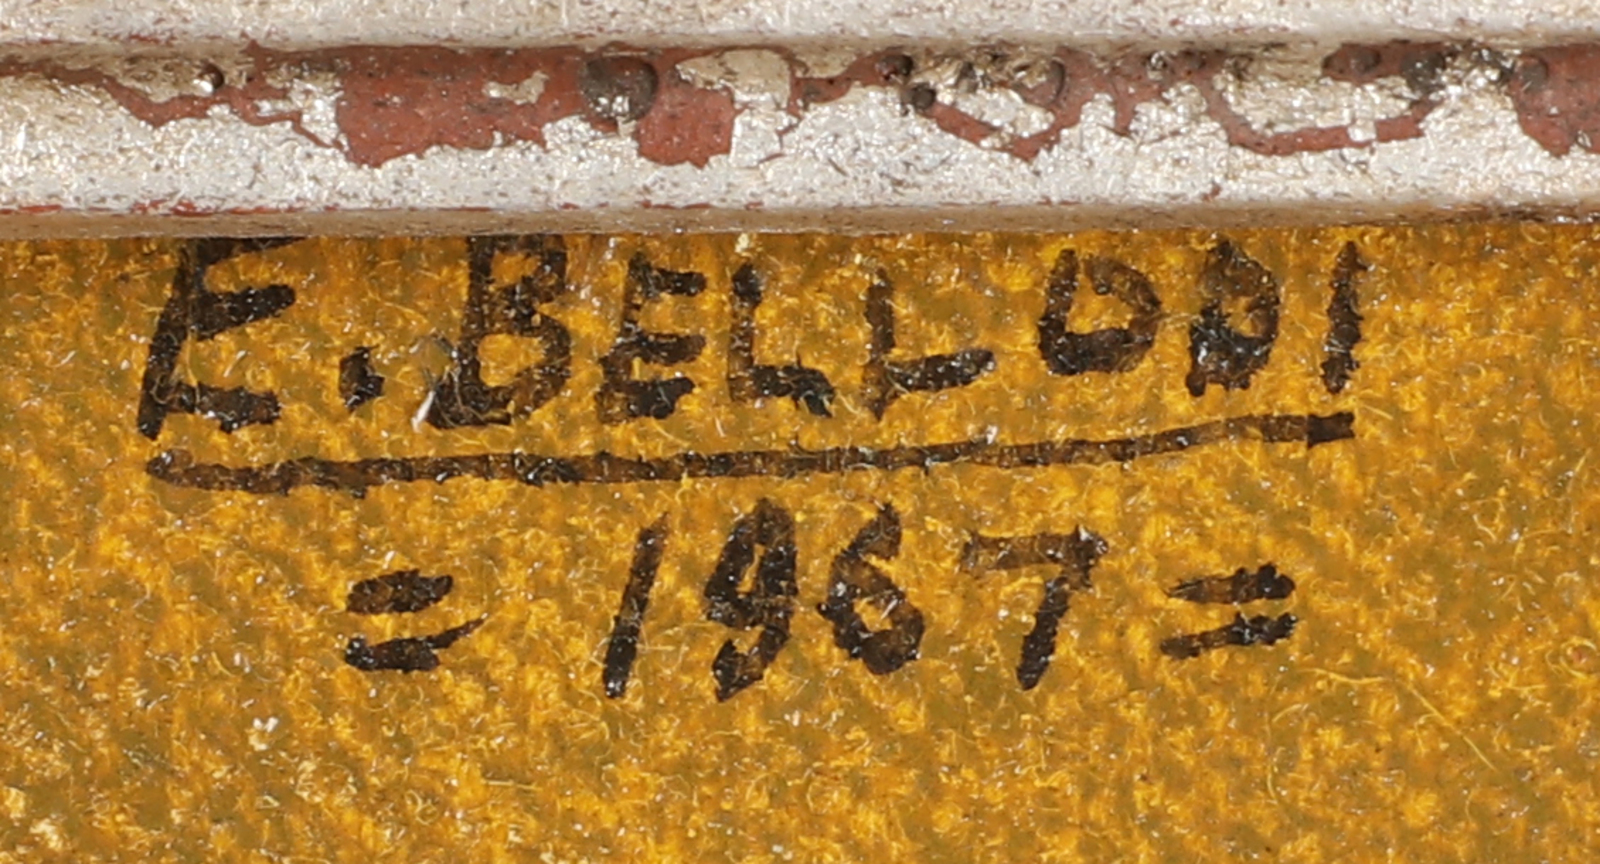 E. BELLODI
= 1967 =